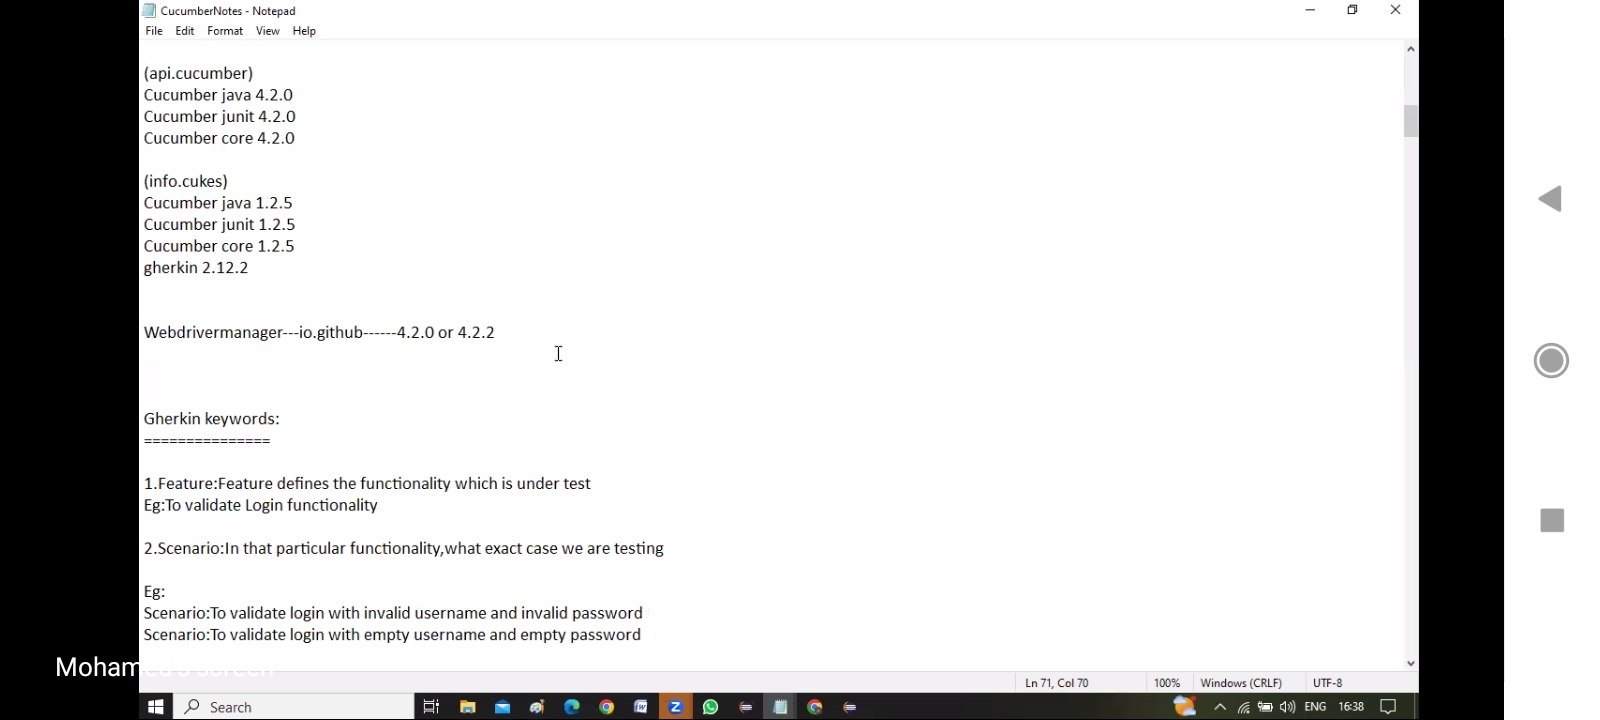 CucumberNotes - Notepad
File Edit Format View Help
(api.cucumber)
Cucumber java 4.2.0
Cucumber junit 4.2.0
Cucumber core 4.2.0
(info.cukes)
Cucumber java 1.2.5
Cucumber junit 1.2.5
Cucumber core 1.2.5
gherkin 2.12.2
Webdrivermanager---io.github------4.2.0 or 4.2.2
Gherkin keywords:
===============
1.Feature:Feature defines the functionality which is under test
Eg:To validate Login functionality
2.Scenario:In that particular functionality,what exact case we are testing
Eg:
Scenario:To validate login with invalid username and invalid password
Scenario:To validate login with empty username and empty password
Mohamed's screen
Ln 71, Col 70 100% Windows (CRLF) UTF-8
Search ENG 16:38